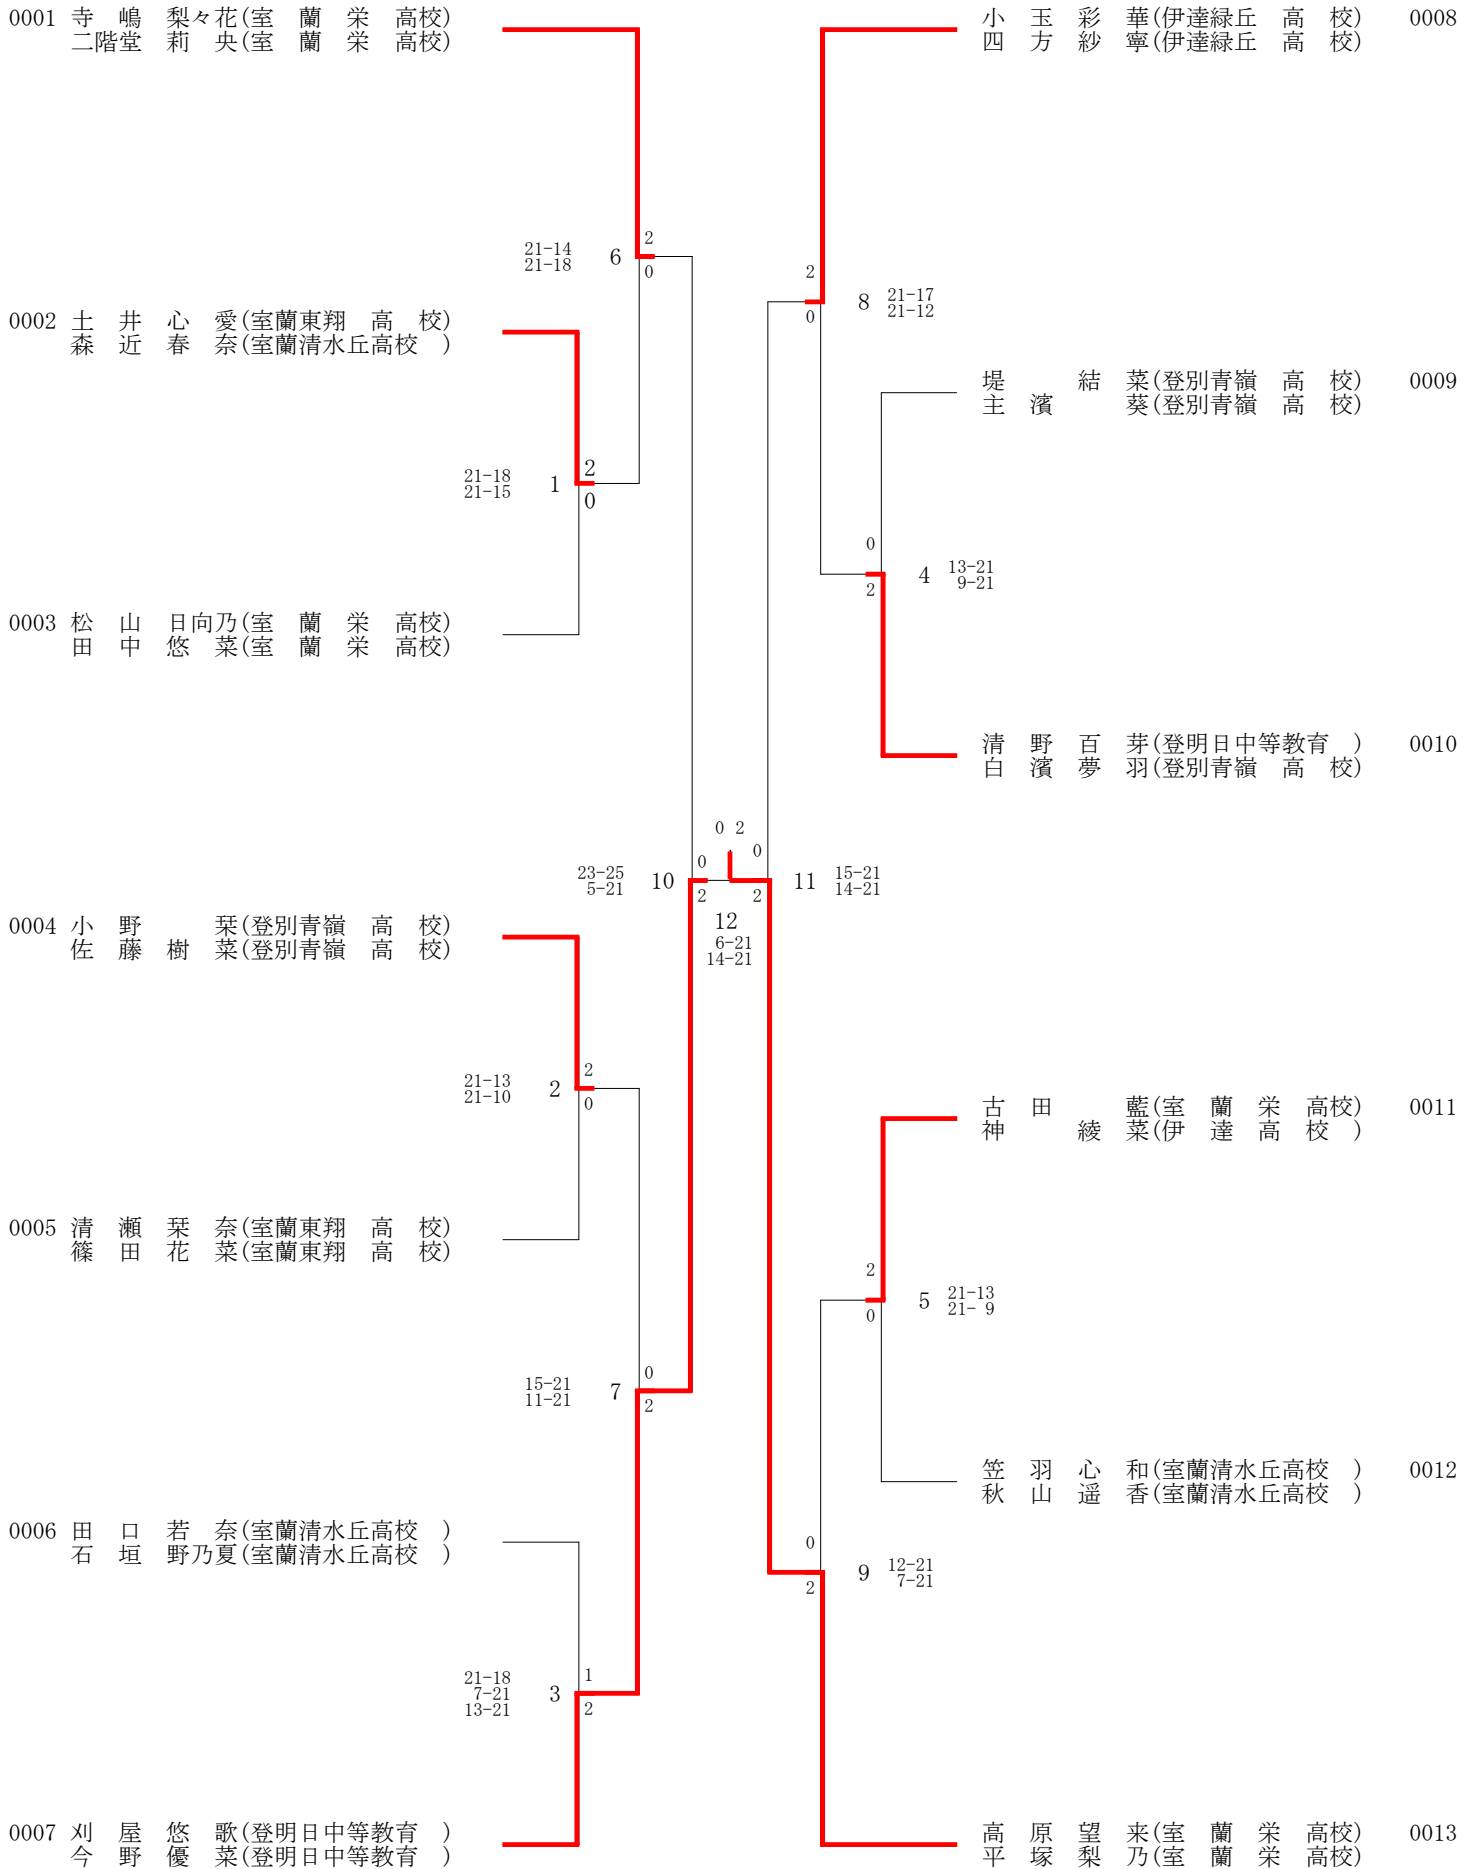 0001 寺　嶋　梨々花(室　蘭　栄　高校)
二階堂　莉　央(室　蘭　栄　高校)
21-14
21-18
6
2
0
0002 土　井　心　愛(室蘭東翔　高　校)
森　近　春　奈(室蘭清水丘高校　)
21-18
21-15
1
2
0
0003 松　山　日向乃(室　蘭　栄　高校)
田　中　悠　菜(室　蘭　栄　高校)
23-25
5-21
10
0
2
0004 小　野　　　栞(登別青嶺　高　校)
佐　藤　樹　菜(登別青嶺　高　校)
21-13
21-10
2
2
0
0005 清　瀬　栞　奈(室蘭東翔　高　校)
篠　田　花　菜(室蘭東翔　高　校)
15-21
11-21
7
0
2
0006 田　口　若　奈(室蘭清水丘高校　)
石　垣　野乃夏(室蘭清水丘高校　)
21-18
7-21
13-21
3
1
2
0007 刈　屋　悠　歌(登明日中等教育　)
今　野　優　菜(登明日中等教育　)
0 2
12
6-21
14-21
小　玉　彩　華(伊達緑丘　高　校) 0008
四　方　紗　寧(伊達緑丘　高　校)
2
0
8
21-17
21-12
堤　　　結　菜(登別青嶺　高　校) 0009
主　濱　　　葵(登別青嶺　高　校)
0
2
4
13-21
9-21
清　野　百　芽(登明日中等教育　) 0010
白　濱　夢　羽(登別青嶺　高　校)
0
2
11
15-21
14-21
古　田　　　藍(室　蘭　栄　高校) 0011
神　　　綾　菜(伊　達　高　校　)
2
0
5
21-13
21- 9
笠　羽　心　和(室蘭清水丘高校　) 0012
秋　山　遥　香(室蘭清水丘高校　)
0
2
9
12-21
7-21
高　原　望　来(室　蘭　栄　高校) 0013
平　塚　梨　乃(室　蘭　栄　高校)